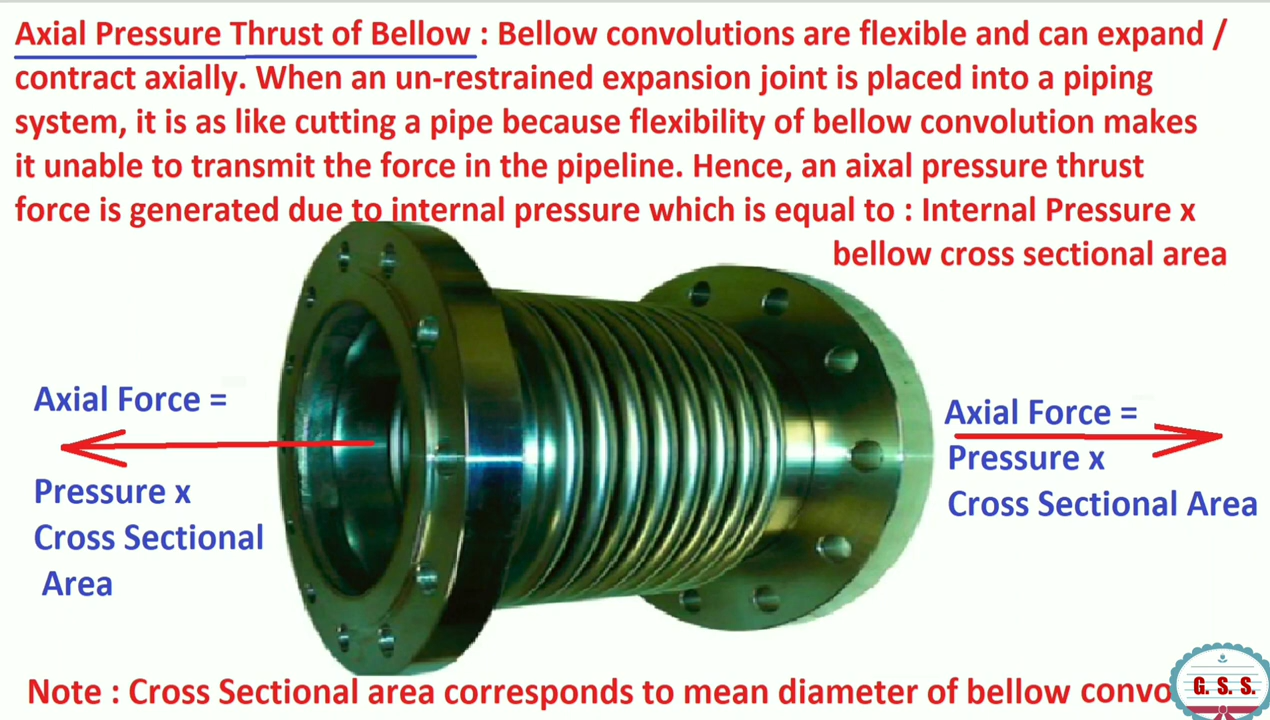 Axial Pressure Thrust of Bellow : Bellow convolutions are flexible and can expand /
contract axially. When an un-restrained expansion joint is placed into a piping
system, it is as like cutting a pipe because flexibility of bellow convolution makes
it unable to transmit the force in the pipeline. Hence, an aixal pressure thrust
force is generated due to internal pressure which is equal to : Internal Pressure x
bellow cross sectional area
Axial Force =
Pressure x
Cross Sectional
Area
Axial Force =
Pressure x
Cross Sectional Area
Note : Cross Sectional area corresponds to mean diameter of bellow convo
G. S. S.